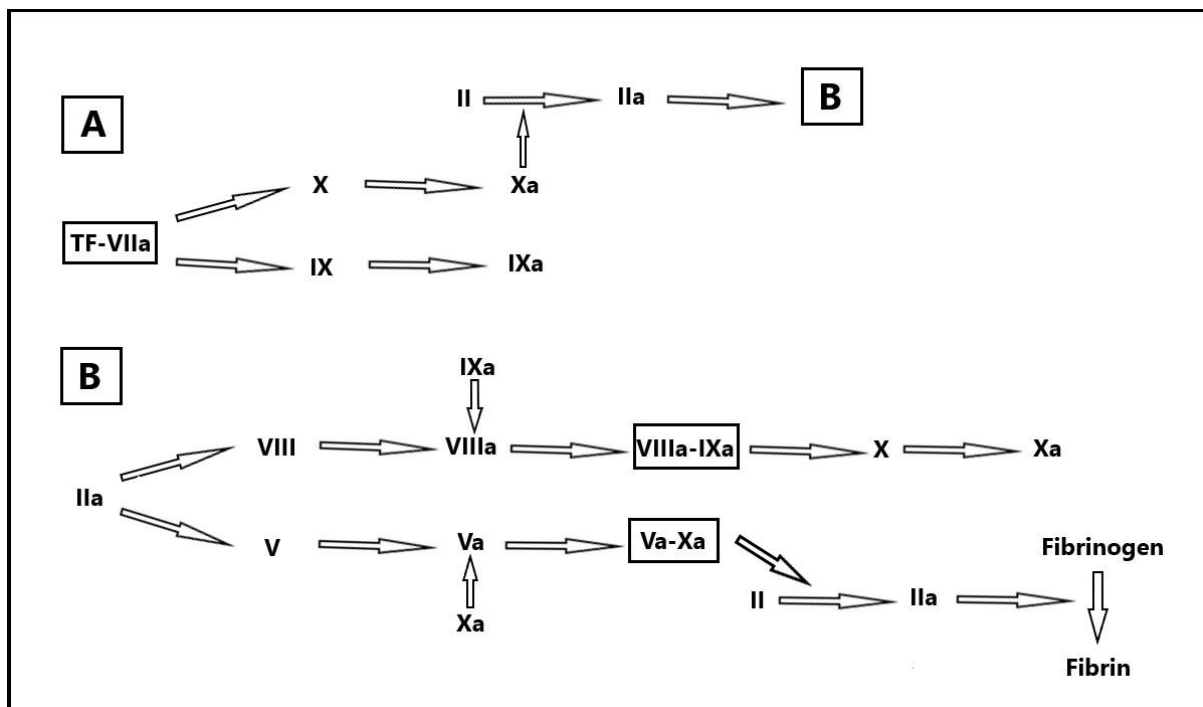 A
II IIa B
X Xa
TF-VIIa
IX IXa
B
IXa
VIII VIIIa VIIIa-IXa X Xa
IIa
V Va Va-Xa Fibrinogen
II IIa
Xa
Fibrin